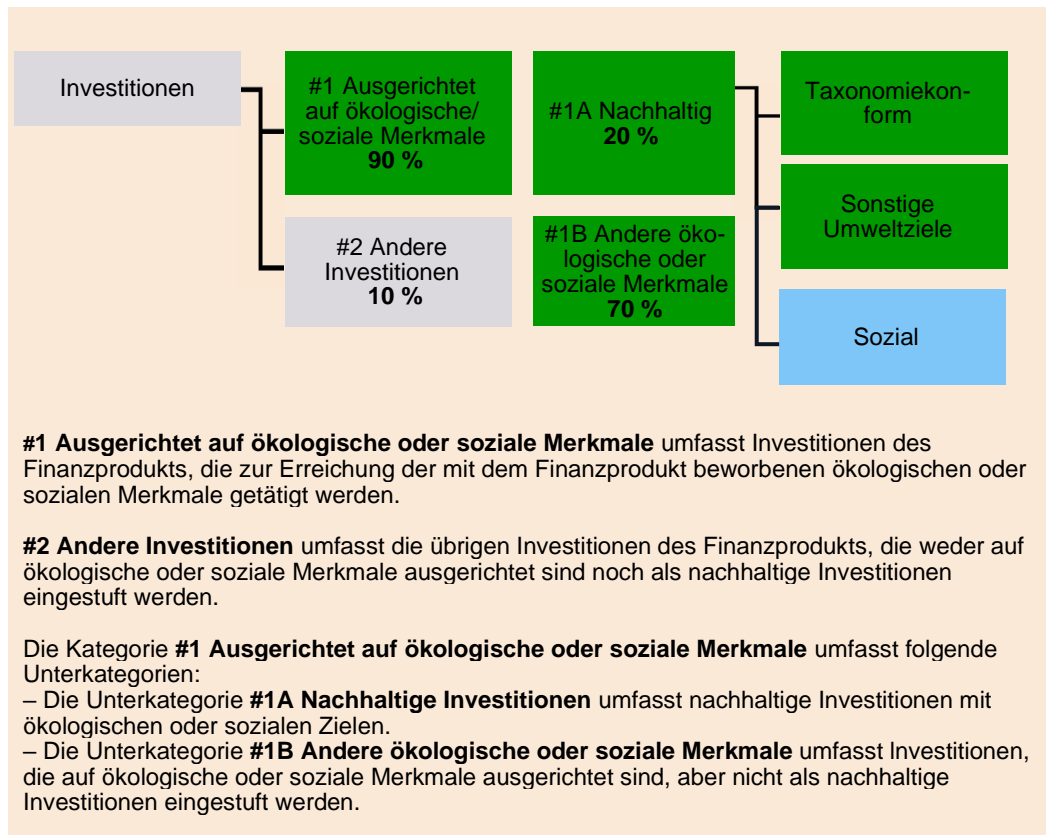 Investitionen
#1 Ausgerichtet
auf ökologische/
soziale Merkmale
90 %
#2 Andere
Investitionen
10 %
#1A Nachhaltig
20 %
#1B Andere öko-
logische oder
soziale Merkmale
70 %
Taxonomiekon-
form
Sonstige
Umweltziele
Sozial
#1 Ausgerichtet auf ökologische oder soziale Merkmale umfasst Investitionen des
Finanzprodukts, die zur Erreichung der mit dem Finanzprodukt beworbenen ökologischen oder
sozialen Merkmale getätigt werden.
#2 Andere Investitionen umfasst die übrigen Investitionen des Finanzprodukts, die weder auf
ökologische oder soziale Merkmale ausgerichtet sind noch als nachhaltige Investitionen
eingestuft werden.
Die Kategorie #1 Ausgerichtet auf ökologische oder soziale Merkmale umfasst folgende
Unterkategorien:
– Die Unterkategorie #1A Nachhaltige Investitionen umfasst nachhaltige Investitionen mit
ökologischen oder sozialen Zielen.
– Die Unterkategorie #1B Andere ökologische oder soziale Merkmale umfasst Investitionen,
die auf ökologische oder soziale Merkmale ausgerichtet sind, aber nicht als nachhaltige
Investitionen eingestuft werden.